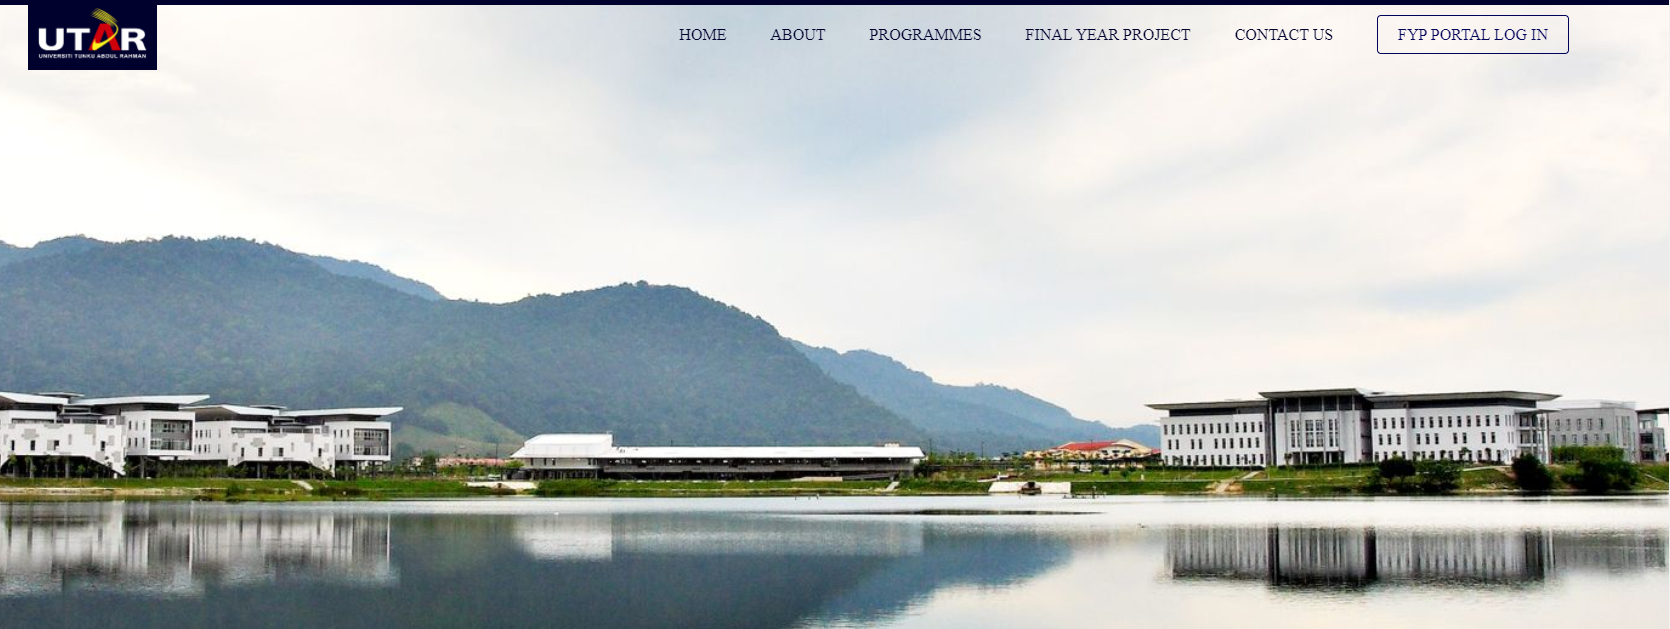 UTAR
UNIVERSITI TUNKU ABDUL RAHMAN
HOME
ABOUT
PROGRAMMES
FINAL YEAR PROJECT
CONTACT US
FYP PORTAL LOG IN